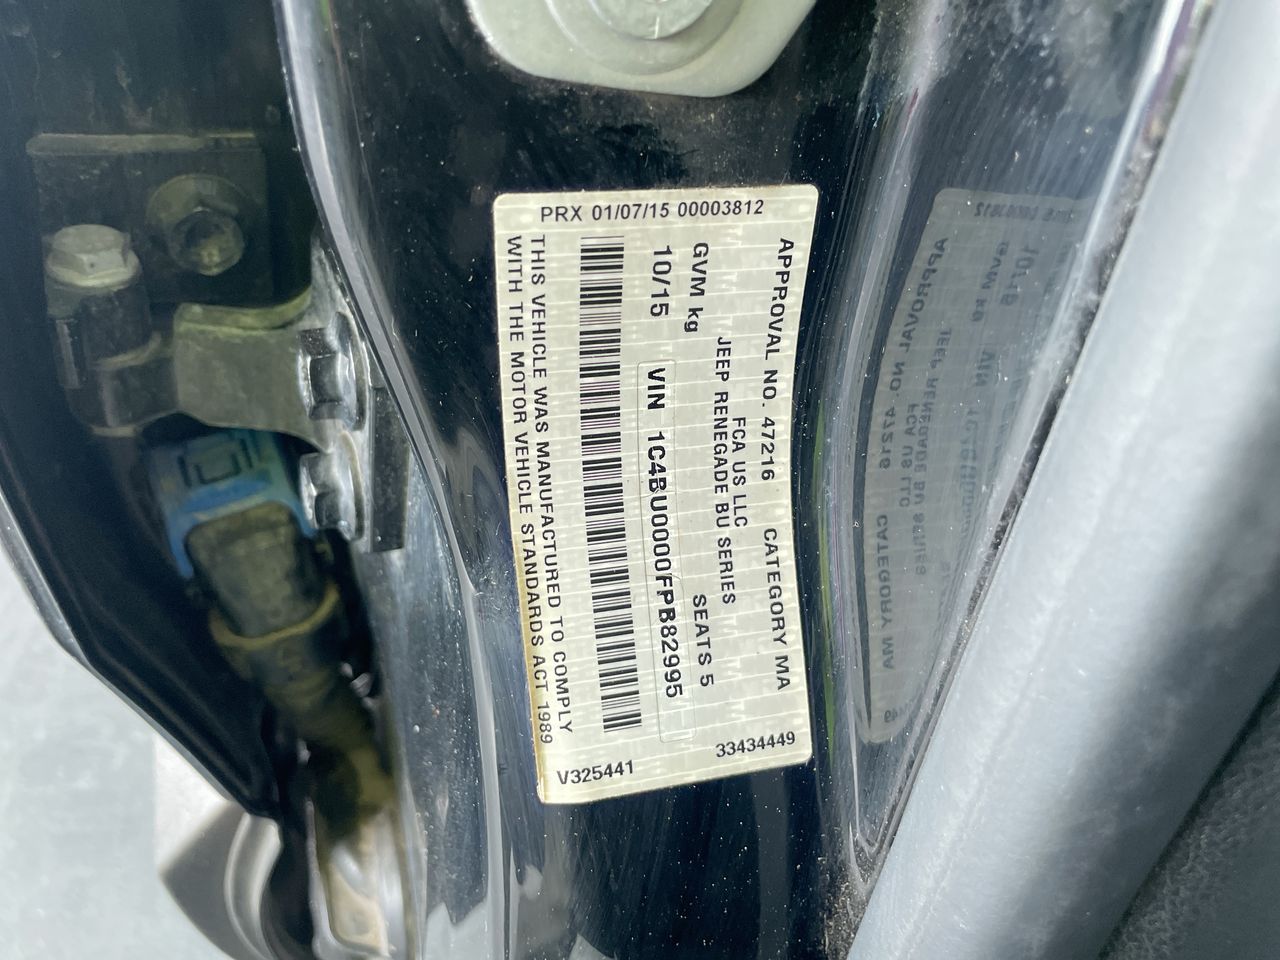 PRX 01/07/15 00003812
APPROVAL NO. 47216 CATEGORY MA
FCA US LLC
JEEP RENEGADE BU SERIES
GVM kg SEATS 5
10/15 VIN 1C4BU0000FPB82995
THIS VEHICLE WAS MANUFACTURED TO COMPLY
WITH THE MOTOR VEHICLE STANDARDS ACT 1989
V325441 33434449